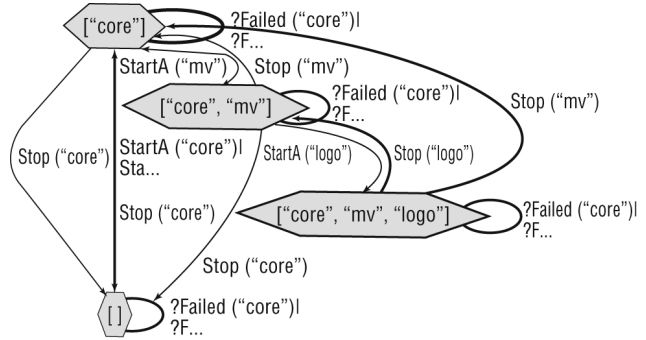 [“core”]
?Failed (“core”)|
?F...
StartA (“mv”)
Stop (“mv”)
[“core”, “mv”]
?Failed (“core”)|
?F...
Stop (“mv”)
Stop (“core”)
StartA (“core”)|
Sta...
StartA (“logo”)
Stop (“logo”)
Stop (“core”)
[“core”, “mv”, “logo”]
?Failed (“core”)|
?F...
Stop (“core”)
[ ]
?Failed (“core”)|
?F...